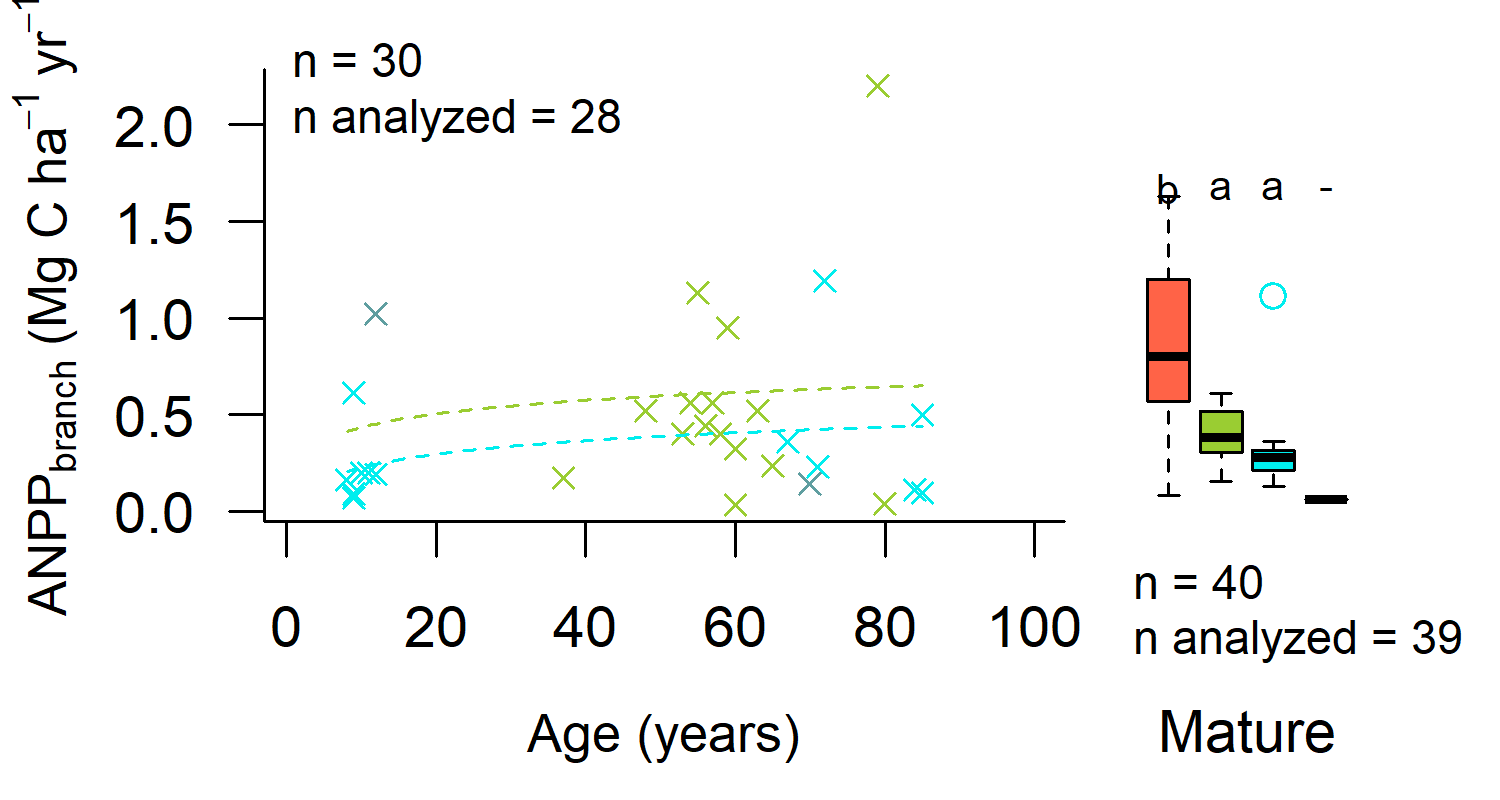 n = 30
n analyzed = 28
ANPPbranch (Mg C ha−1 yr−1
2.0
1.5
1.0
0.5
0.0
0 20 40 60 80 100
Age (years)
b a a -
n = 40
n analyzed = 39
Mature